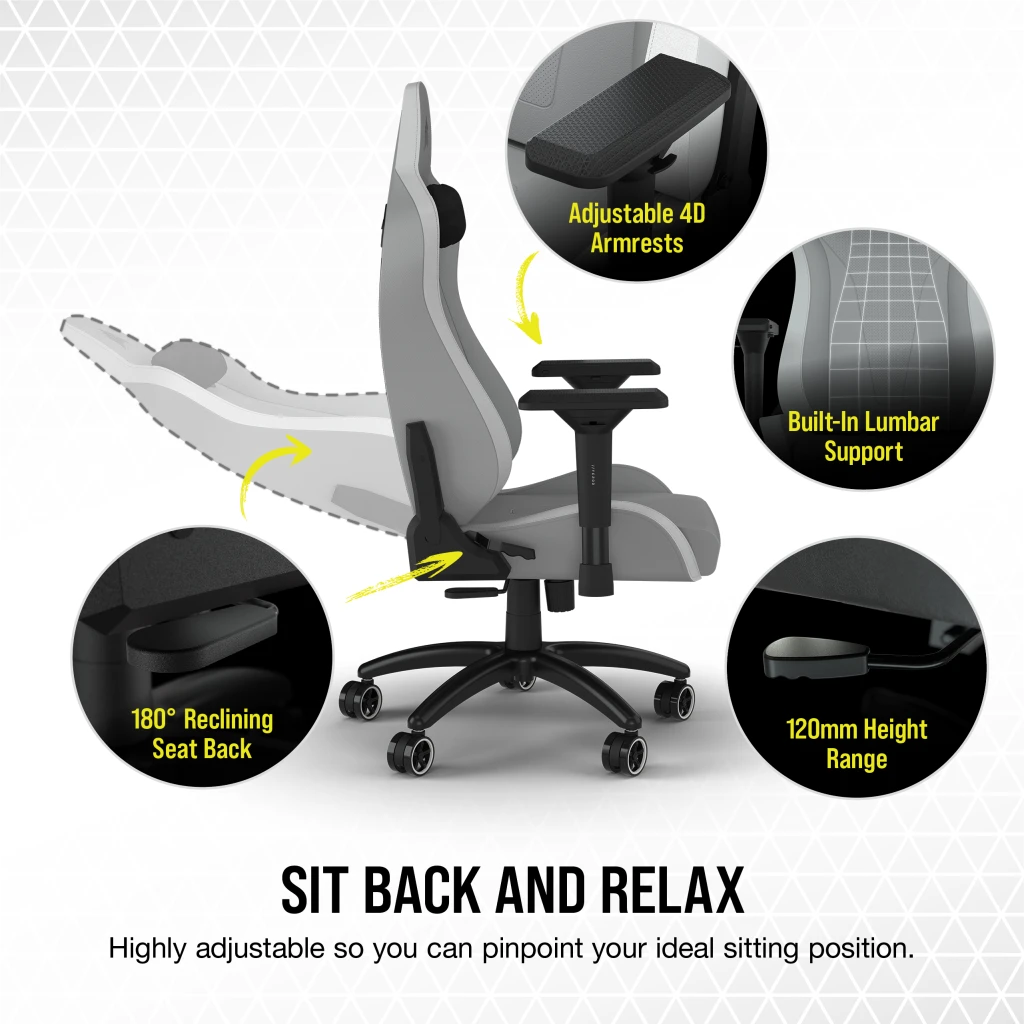 Adjustable 4D
Armrests
Built-In Lumbar
Support
180° Reclining
Seat Back
120mm Height
Range
SIT BACK AND RELAX
Highly adjustable so you can pinpoint your ideal sitting position.